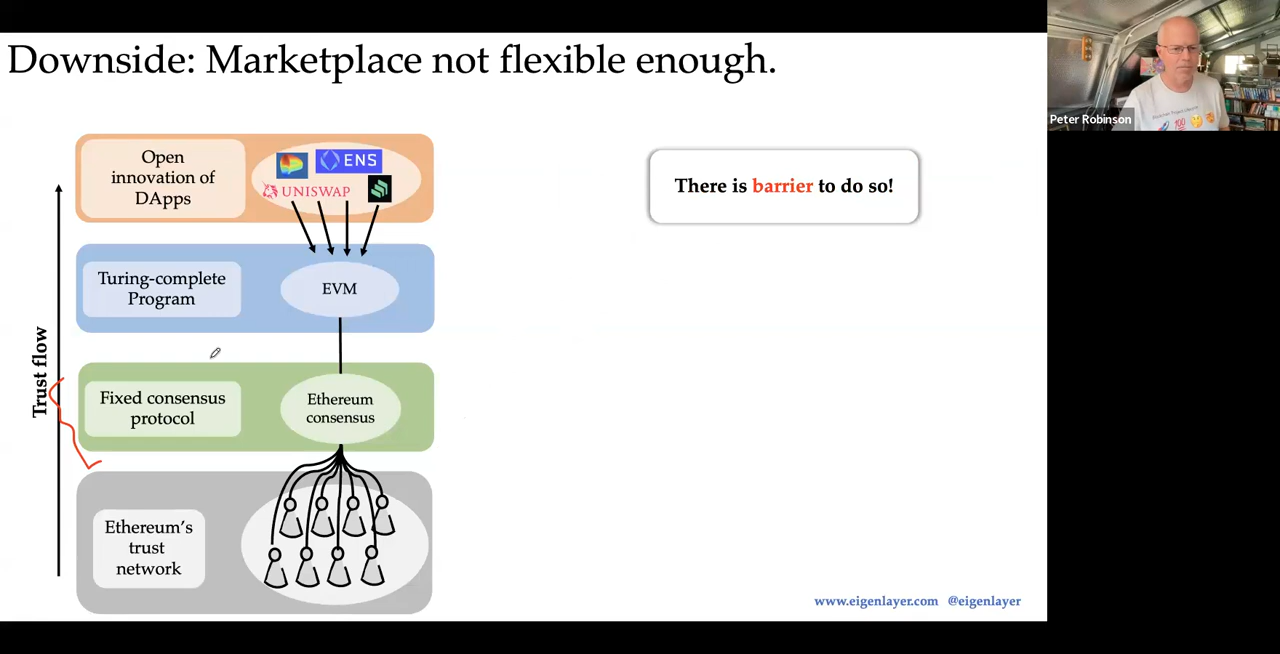 Downside: Marketplace not flexible enough.
Peter Robinson
Open
innovation of
DApps
ENS
UNISWAP
There is barrier to do so!
Turing-complete
Program
EVM
Trust flow
Fixed consensus
protocol
Ethereum
consensus
Ethereum's
trust
network
www.eigenlayer.com @eigenlayer